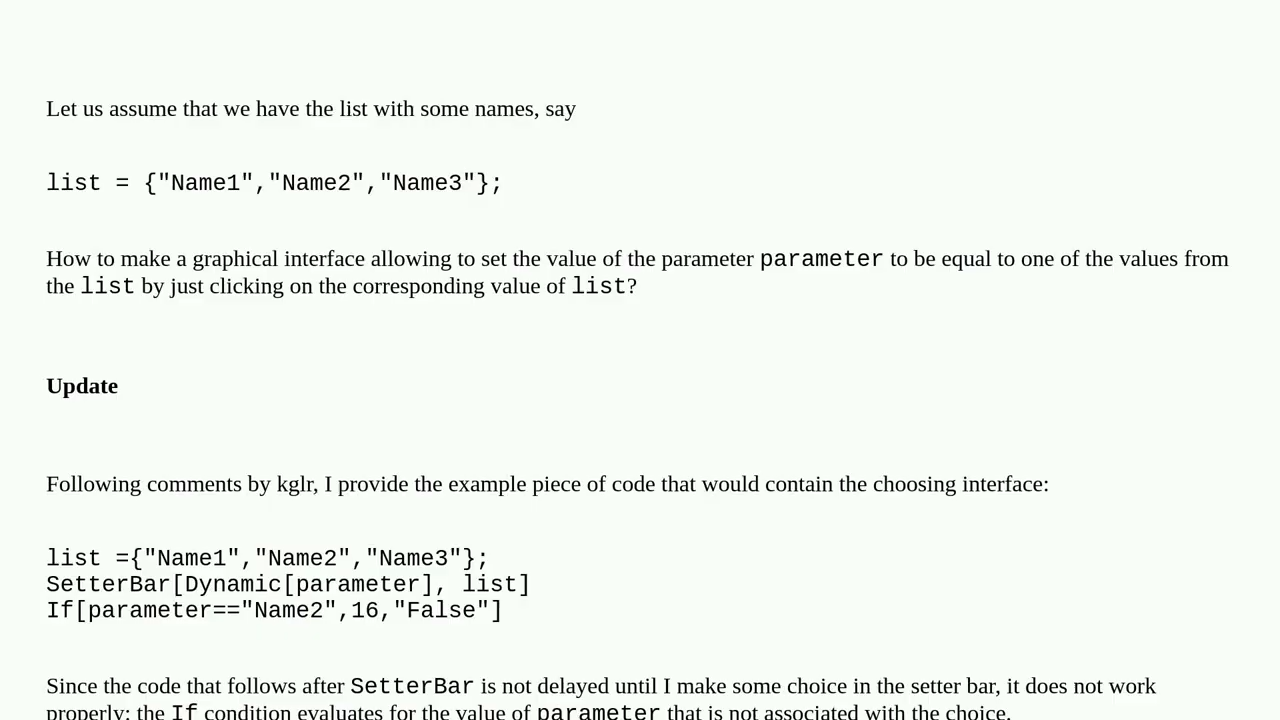 Let us assume that we have the list with some names, say
list = {"Name1","Name2","Name3"};
How to make a graphical interface allowing to set the value of the parameter parameter to be equal to one of the values from
the list by just clicking on the corresponding value of list?
Update
Following comments by kglr, I provide the example piece of code that would contain the choosing interface:
list ={"Name1","Name2","Name3"};
SetterBar[Dynamic[parameter], list]
If[parameter=="Name2",16,"False"]
Since the code that follows after SetterBar is not delayed until I make some choice in the setter bar, it does not work
properly: the If condition evaluates for the value of parameter that is not associated with the choice.